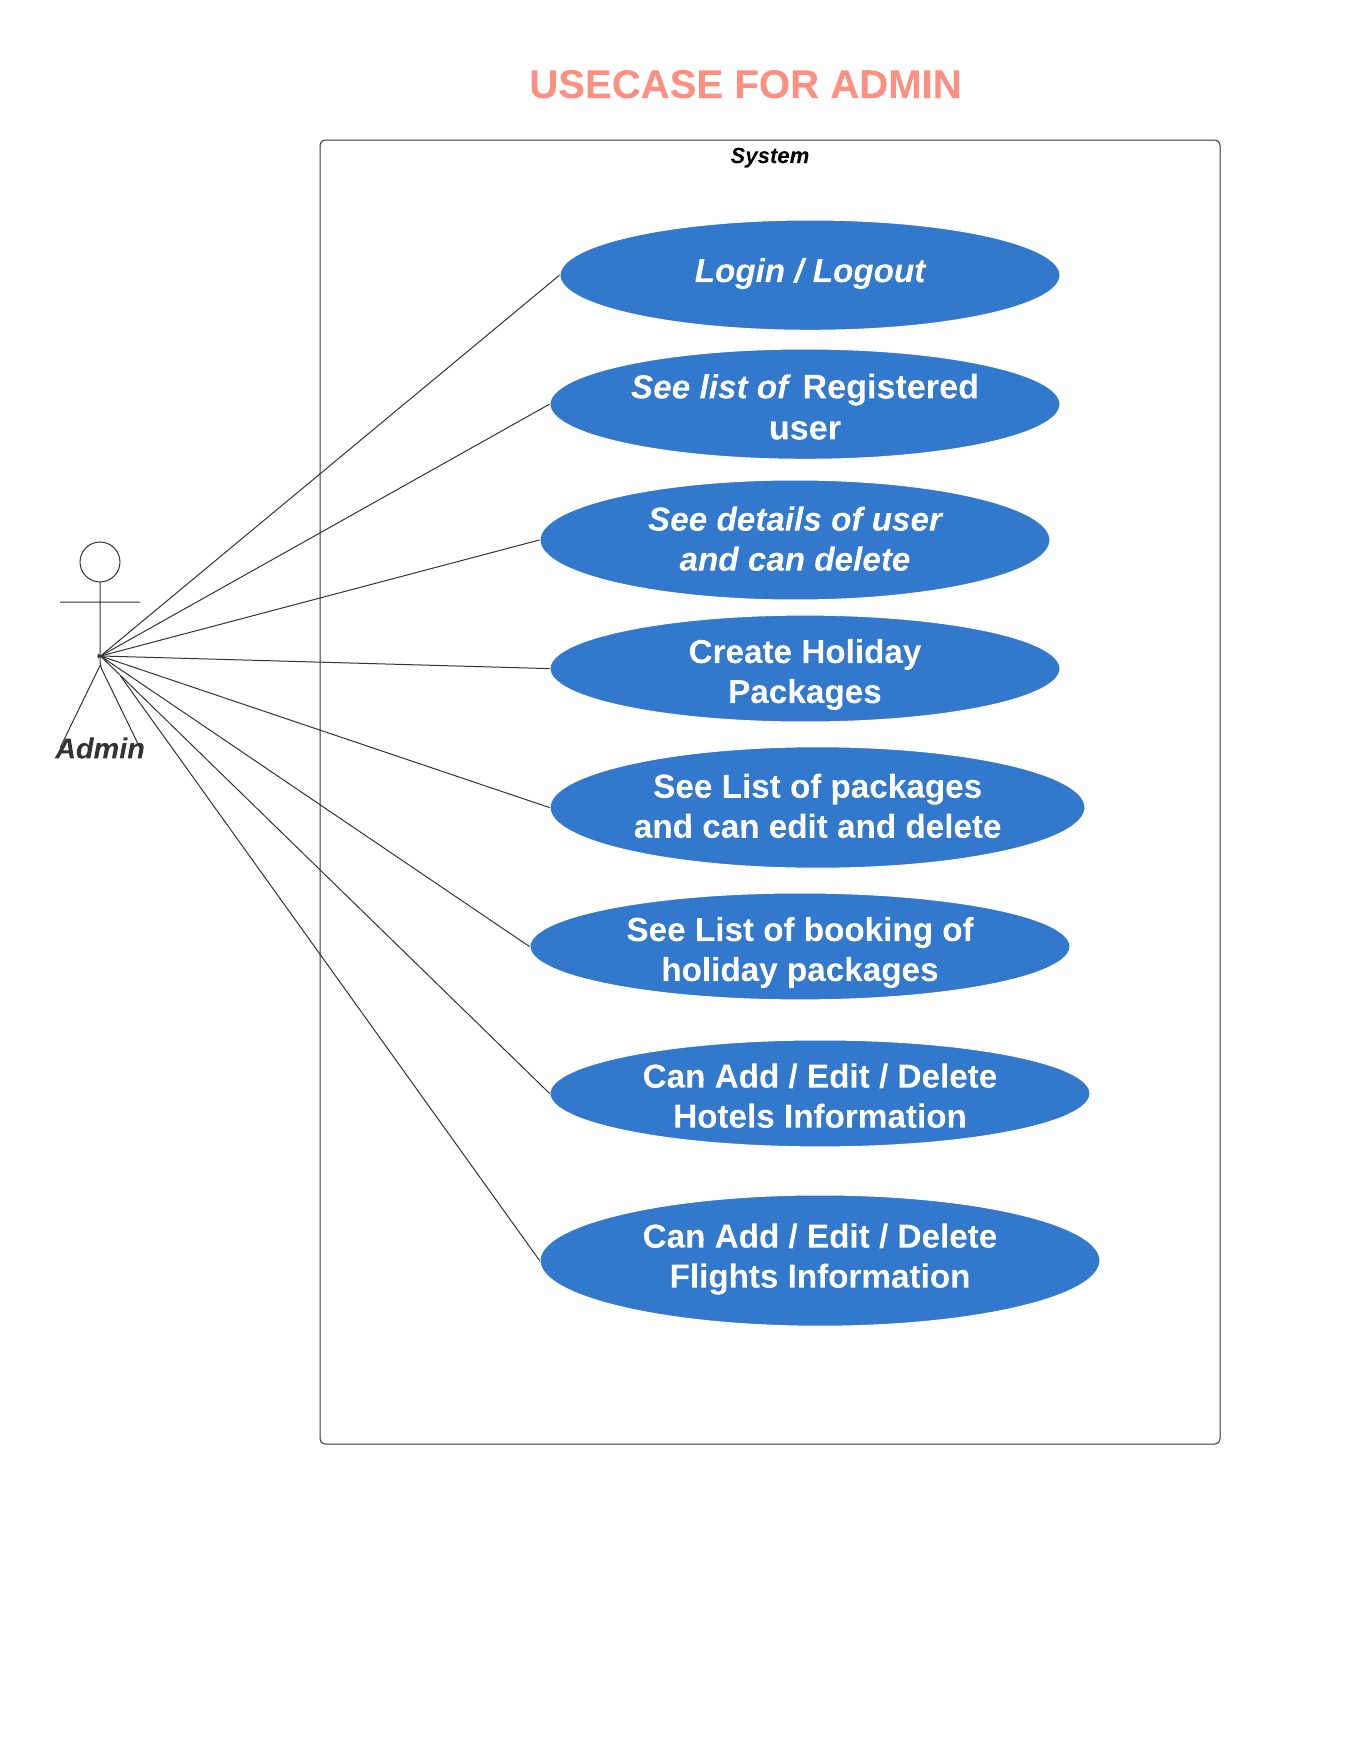 USECASE FOR ADMIN
System
Login / Logout
See list of Registered
user
See details of user
and can delete
Create Holiday
Packages
Admin
See List of packages
and can edit and delete
See List of booking of
holiday packages
Can Add / Edit / Delete
Hotels Information
Can Add / Edit / Delete
Flights Information